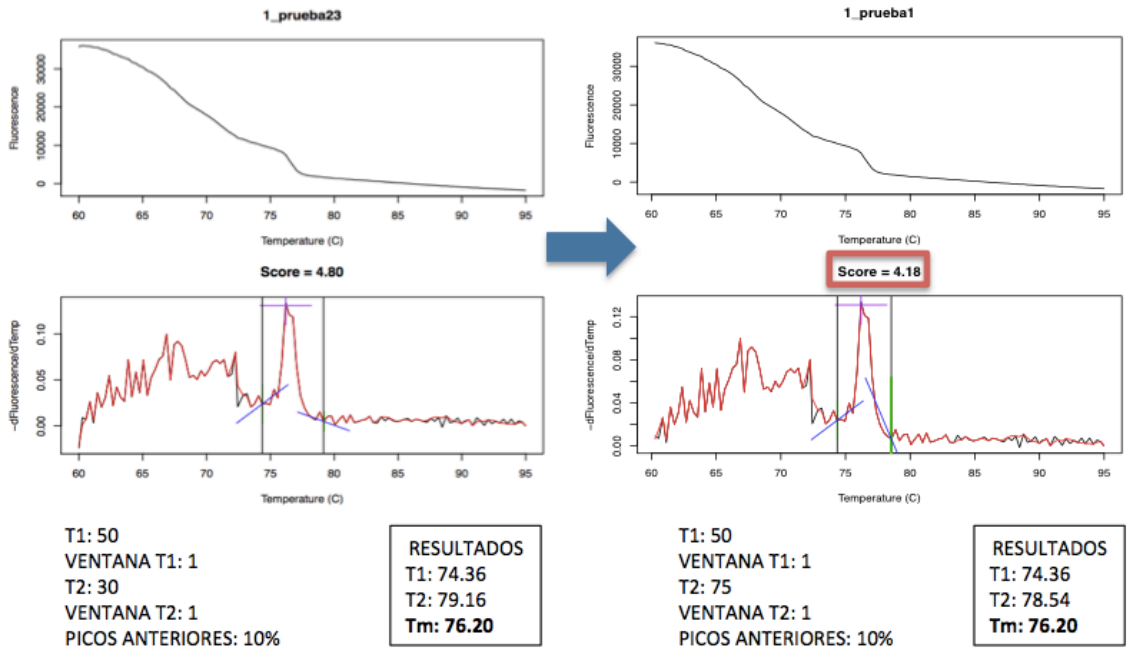 1_prueba23
Fluorescence
0 10000 20000 30000
60 65 70 75 80 85 90 95
Temperature (C)
Score = 4.80
-dFluorescence/dTemp
0.00 0.05 0.10
60 65 70 75 80 85 90 95
Temperature (C)
T1: 50
VENTANA T1: 1
T2: 30
VENTANA T2: 1
PICOS ANTERIORES: 10%
RESULTADOS
T1: 74.36
T2: 79.16
Tm: 76.20
1_prueba1
Fluorescence
0 10000 20000 30000
60 65 70 75 80 85 90 95
Temperature (C)
Score = 4.18
-dFluorescence/dTemp
0.00 0.04 0.08 0.12
60 65 70 75 80 85 90 95
Temperature (C)
T1: 50
VENTANA T1: 1
T2: 75
VENTANA T2: 1
PICOS ANTERIORES: 10%
RESULTADOS
T1: 74.36
T2: 78.54
Tm: 76.20